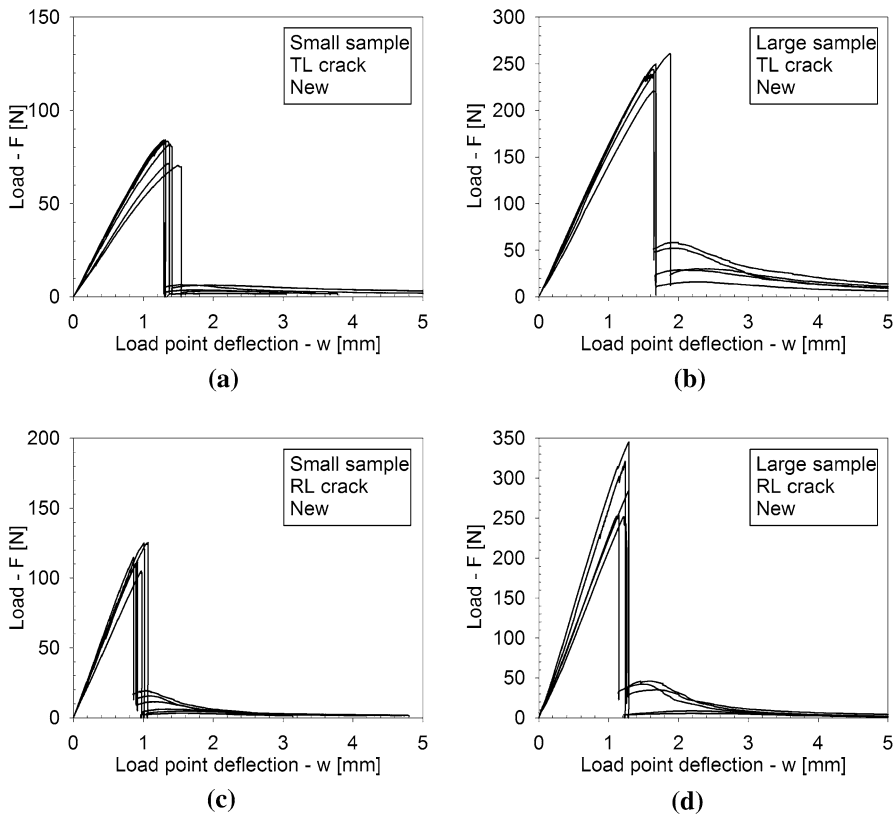 150
100
50
0
Load - F [N]
Small sample
TL crack
New
0 1 2 3 4 5
Load point deflection - w [mm]
(a)
300
250
200
150
100
50
0
Load - F [N]
Large sample
TL crack
New
0 1 2 3 4 5
Load point deflection - w [mm]
(b)
200
150
100
50
0
Load - F [N]
Small sample
RL crack
New
0 1 2 3 4 5
Load point deflection - w [mm]
(c)
350
300
250
200
150
100
50
0
Load - F [N]
Large sample
RL crack
New
0 1 2 3 4 5
Load point deflection - w [mm]
(d)